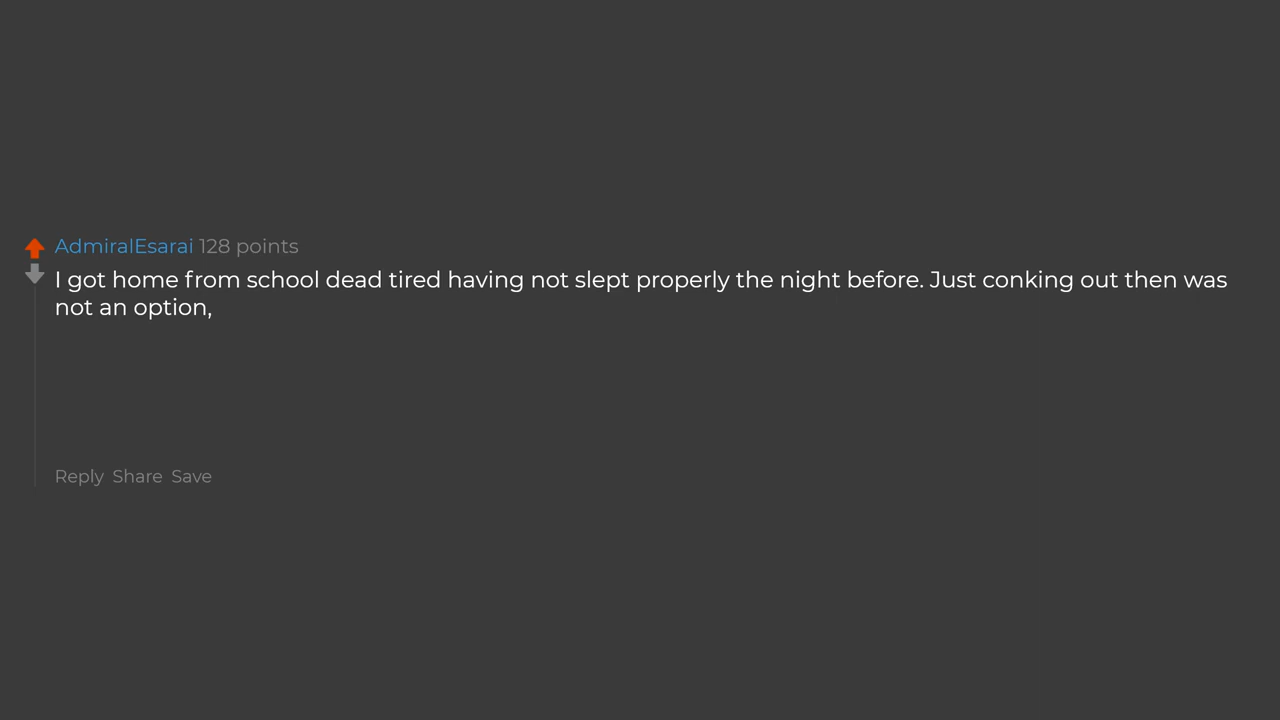 AdmiralEsarai 128 points
I got home from school dead tired having not slept properly the night before. Just conking out then was
not an option,
Reply Share Save